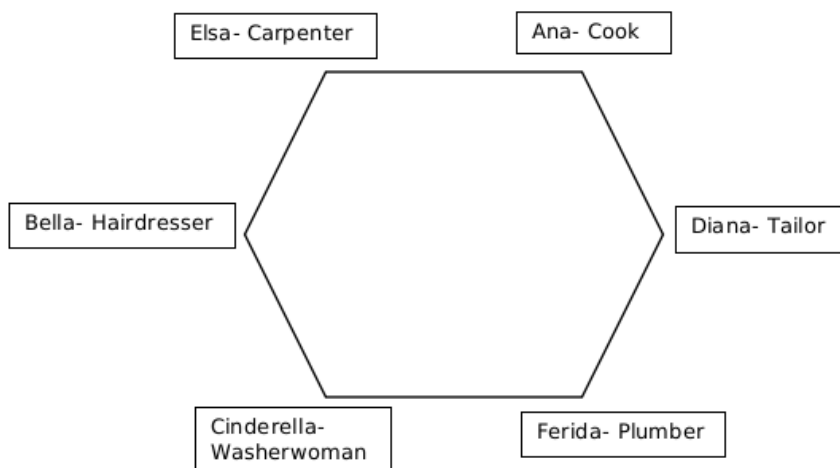 Elsa- Carpenter
Ana- Cook
Bella- Hairdresser
Diana- Tailor
Cinderella-
Washerwoman
Ferida- Plumber